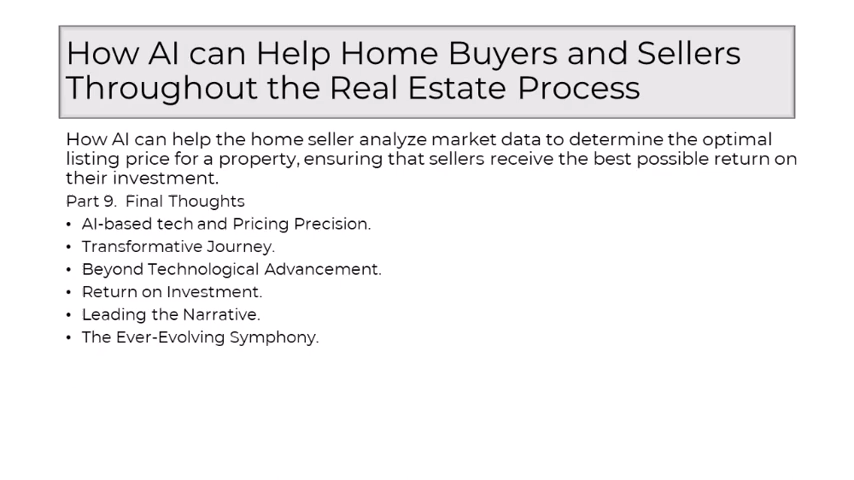 How AI can Help Home Buyers and Sellers
Throughout the Real Estate Process
How AI can help the home seller analyze market data to determine the optimal
listing price for a property, ensuring that sellers receive the best possible return on
their investment.
Part 9.  Final Thoughts
• AI-based tech and Pricing Precision.
• Transformative Journey.
• Beyond Technological Advancement.
• Return on Investment.
• Leading the Narrative.
• The Ever-Evolving Symphony.